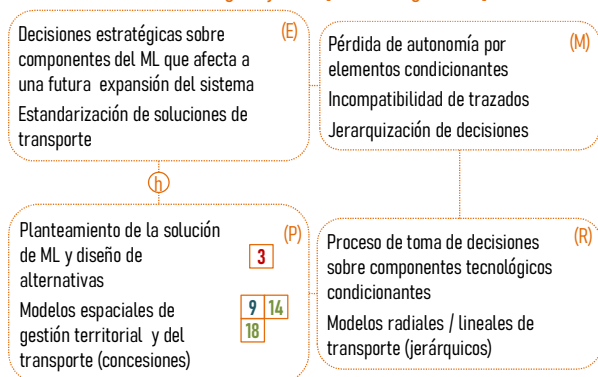 Decisiones estratégicas sobre
componentes del ML que afecta a
una futura expansión del sistema
Estandarización de soluciones de
transporte
(E)
Pérdida de autonomía por
elementos condicionantes
Incompatibilidad de trazados
Jerarquización de decisiones
(M)
h
Planteamiento de la solución
de ML y diseño de
alternativas
Modelos espaciales de
gestión territorial y del
transporte (concesiones)
(P)
3
9 14
18
Proceso de toma de decisiones
sobre componentes tecnológicos
condicionantes
Modelos radiales / lineales de
transporte (jerárquicos)
(R)